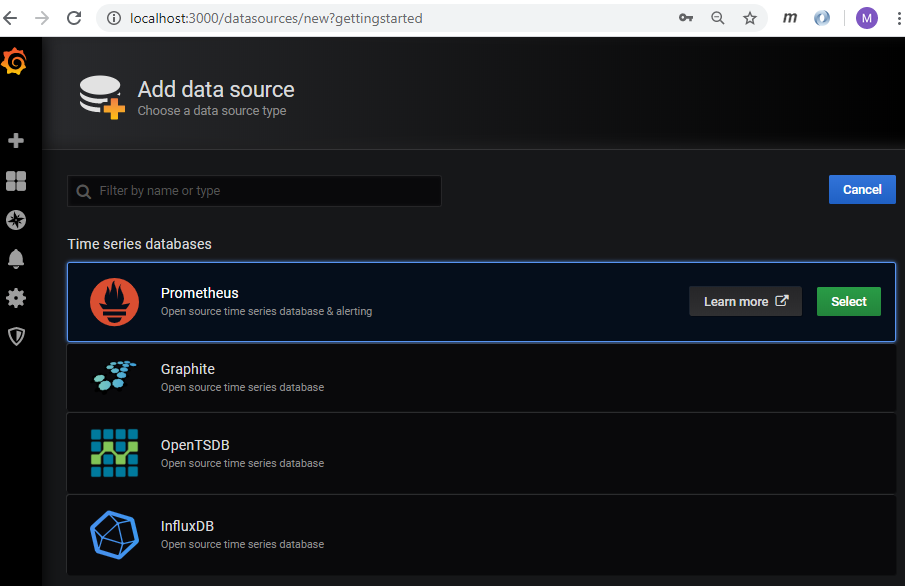 localhost:3000/datasources/new?gettingstarted
m
M
Add data source
Choose a data source type
Filter by name or type
Cancel
Time series databases
Prometheus
Open source time series database & alerting
Learn more
Select
Graphite
Open source time series database
OpenTSDB
Open source time series database
InfluxDB
Open source time series database